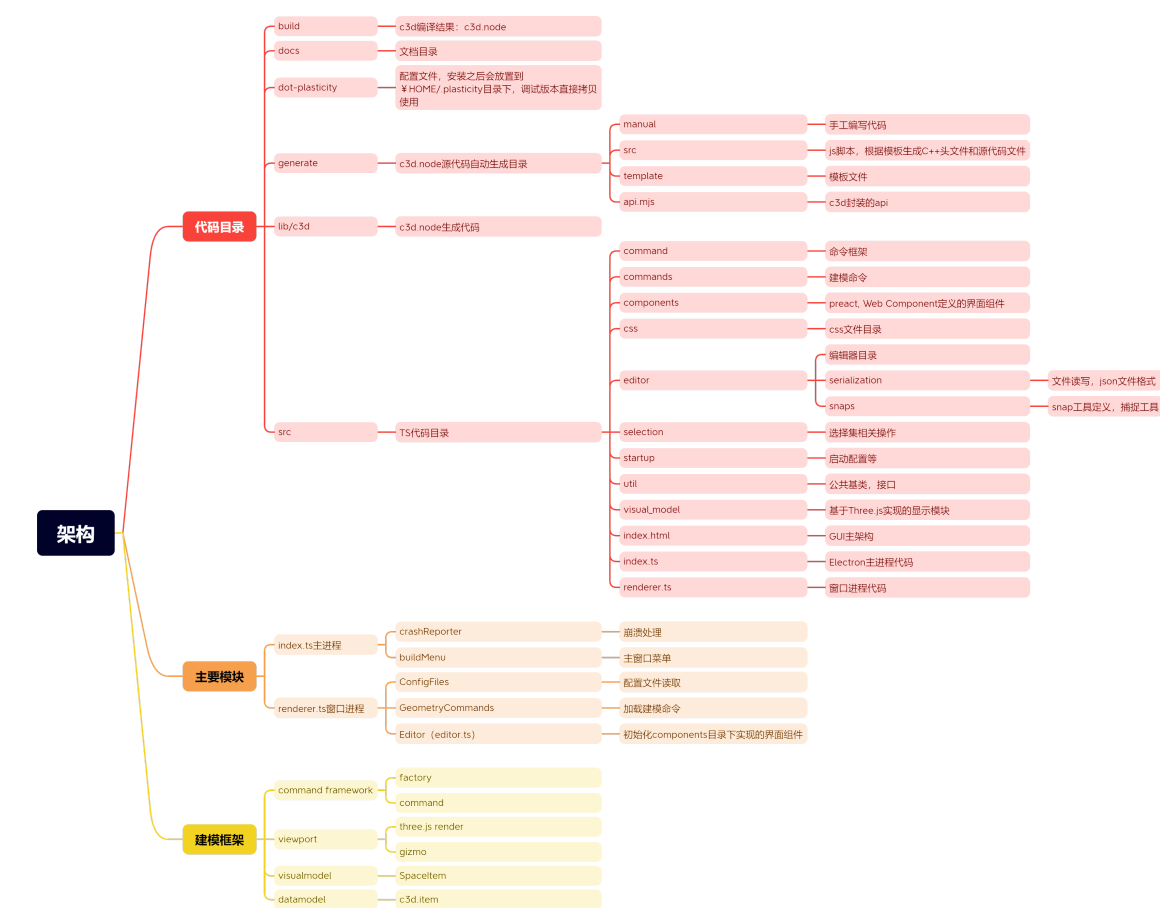 架构
代码目录
build
c3d编译结果：c3d.node
docs
文档目录
dot-plasticity
配置文件，安装之后会放置到
￥HOME/.plasticity目录下，调试版本直接拷贝
使用
generate
c3d.node源代码自动生成目录
manual
手工编写代码
src
js脚本，根据模板生成C++头文件和源代码文件
template
模板文件
api.mjs
c3d封装的api
lib/c3d
c3d.node生成代码
src
TS代码目录
command
命令框架
commands
建模命令
components
preact, Web Component定义的界面组件
css
css文件目录
editor
编辑器目录
serialization
文件读写，json文件格式
snaps
snap工具定义，捕捉工具
selection
选择集相关操作
startup
启动配置等
util
公共基类，接口
visual_model
基于Three.js实现的显示模块
index.html
GUI主架构
index.ts
Electron主进程代码
renderer.ts
窗口进程代码
主要模块
index.ts主进程
crashReporter
崩溃处理
buildMenu
主窗口菜单
renderer.ts窗口进程
ConfigFiles
配置文件读取
GeometryCommands
加载建模命令
Editor（editor.ts）
初始化components目录下实现的界面组件
建模框架
command framework
factory
command
viewport
three.js render
gizmo
visualmodel
SpaceItem
datamodel
c3d.item